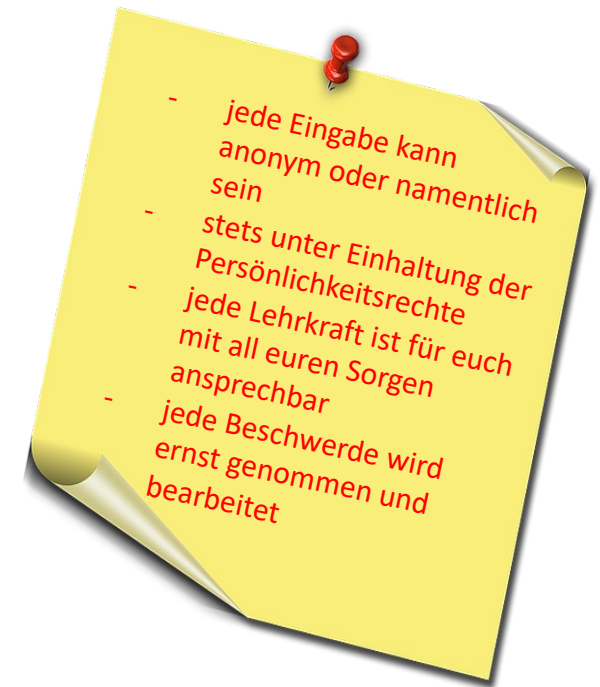 - jede Eingabe kann
anonym oder namentlich
sein
- stets unter Einhaltung der
Persönlichkeitsrechte
- jede Lehrkraft ist für euch
mit all euren Sorgen
ansprechbar
- jede Beschwerde wird
ernst genommen und
bearbeitet